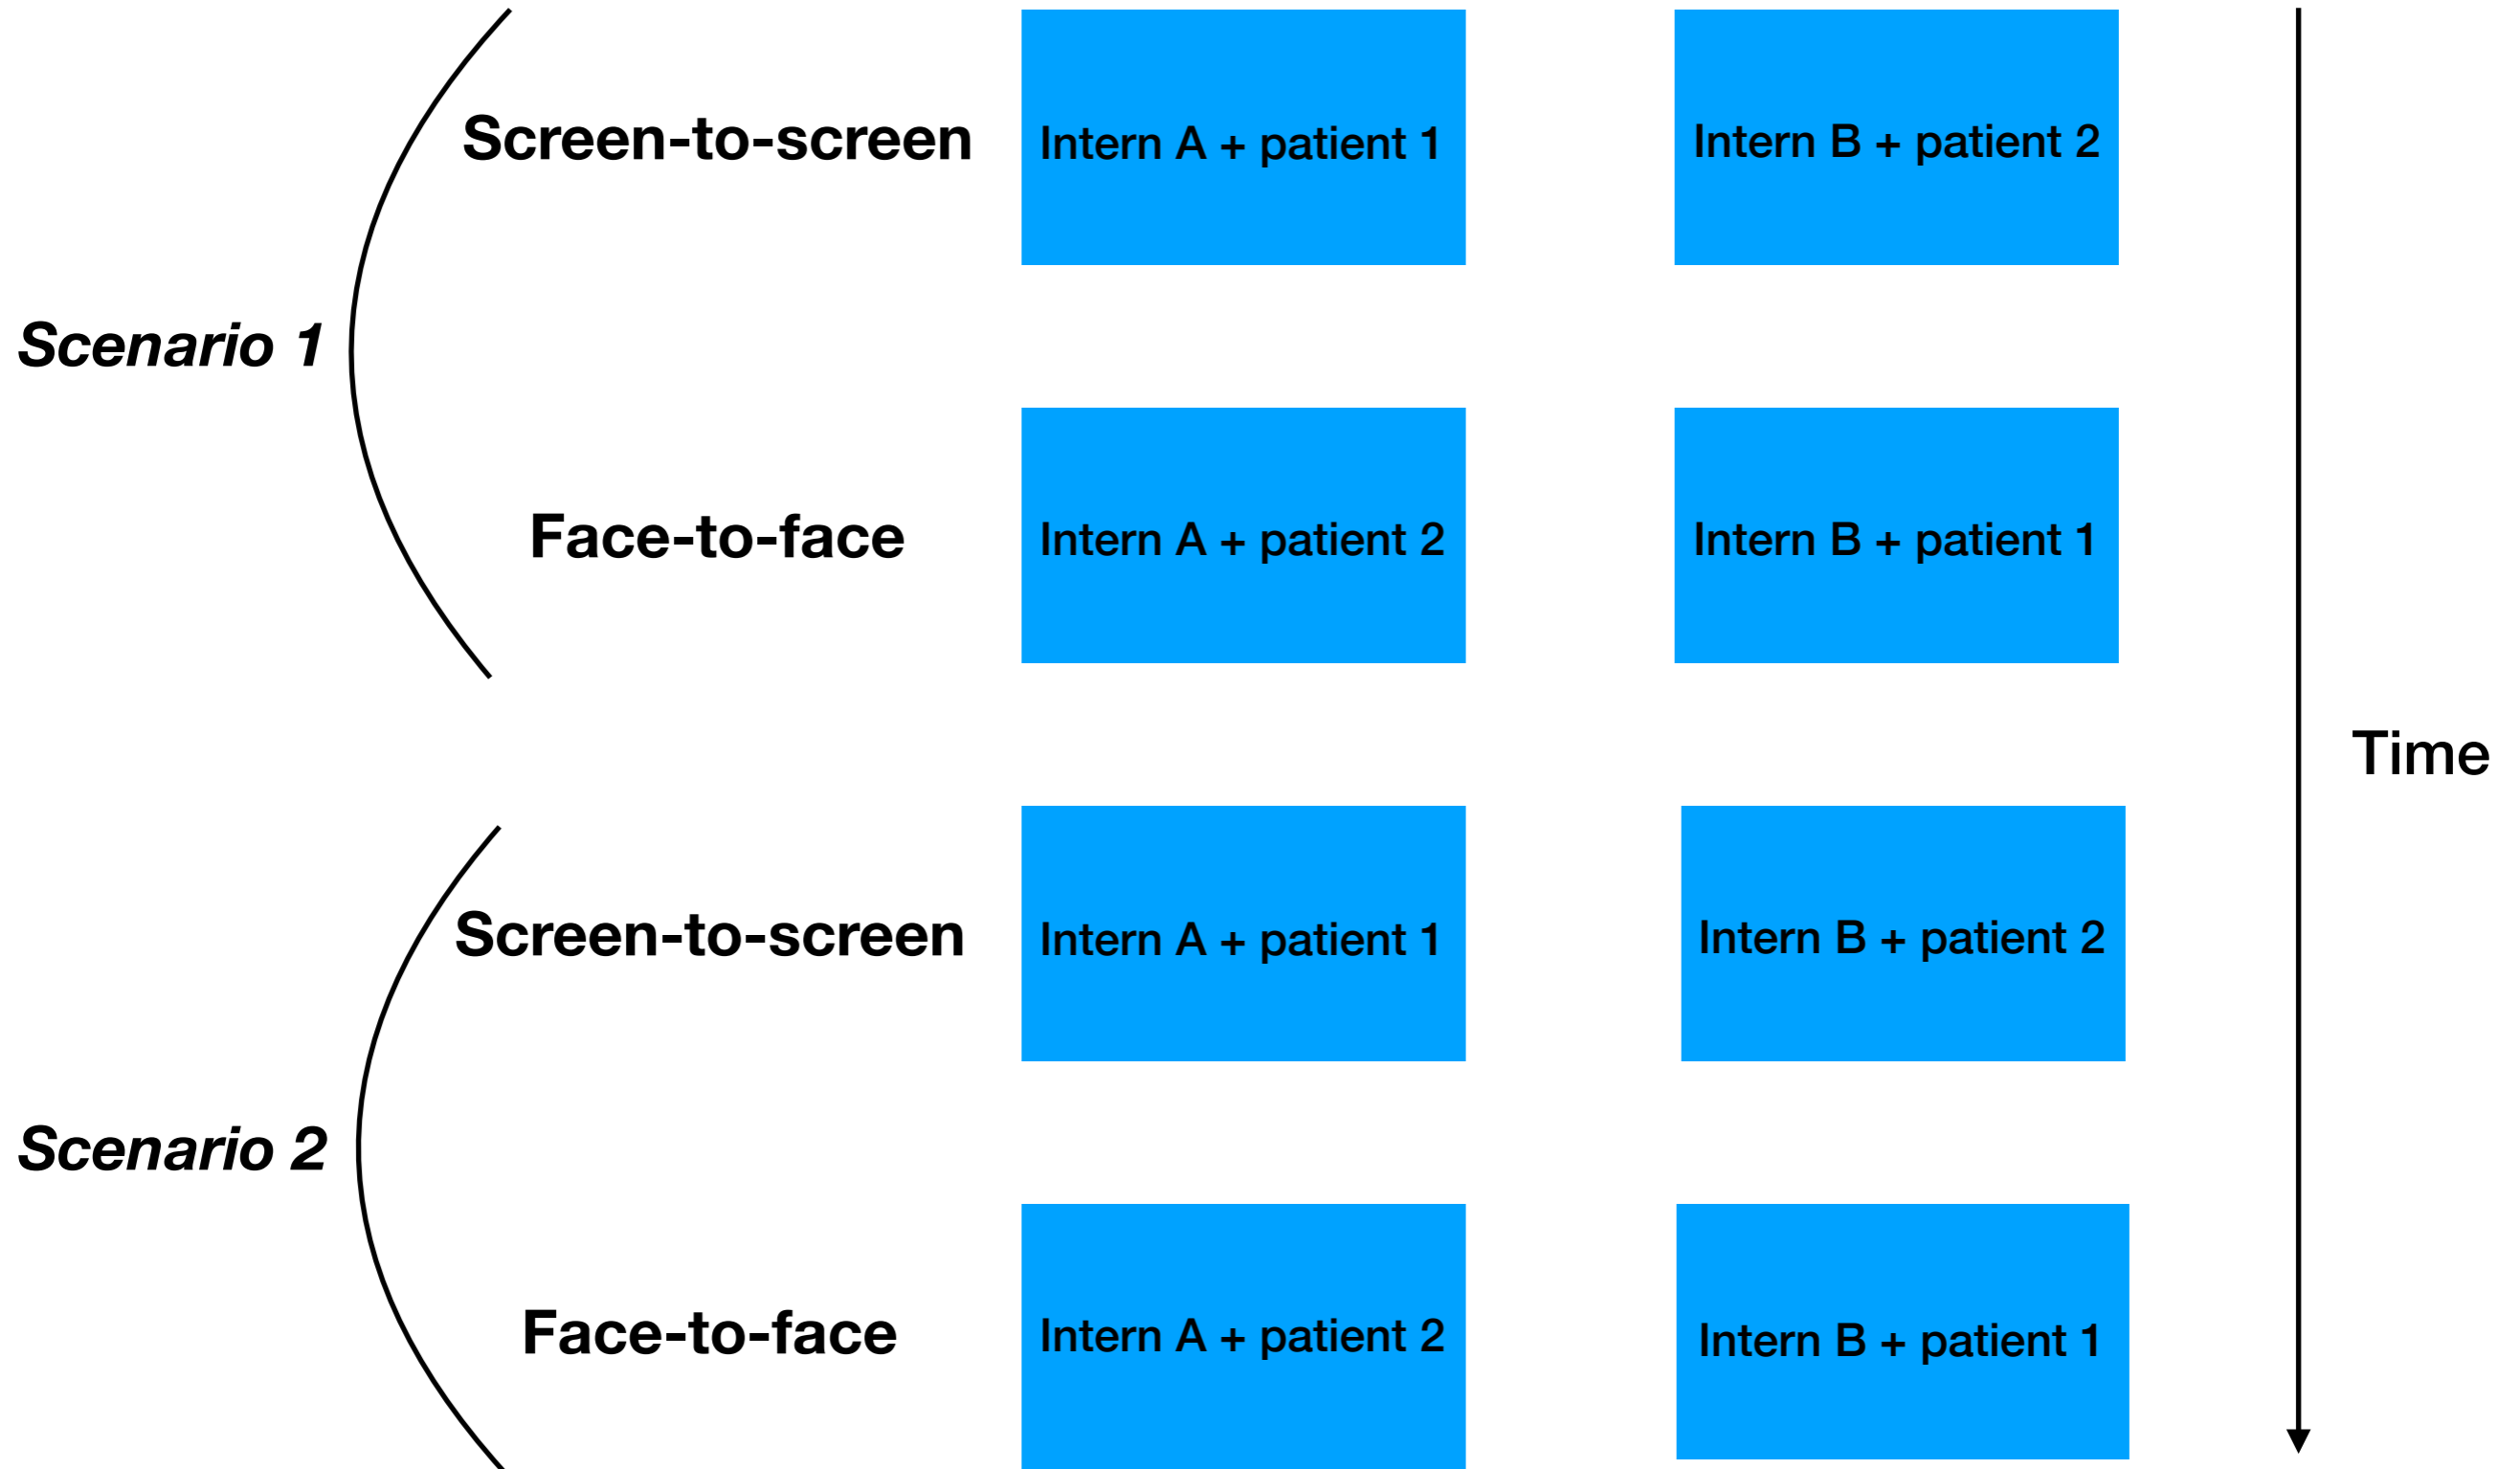 Screen-to-screen
Intern A + patient 1
Intern B + patient 2
Scenario 1
Face-to-face
Intern A + patient 2
Intern B + patient 1
Time
Screen-to-screen
Intern A + patient 1
Intern B + patient 2
Scenario 2
Face-to-face
Intern A + patient 2
Intern B + patient 1